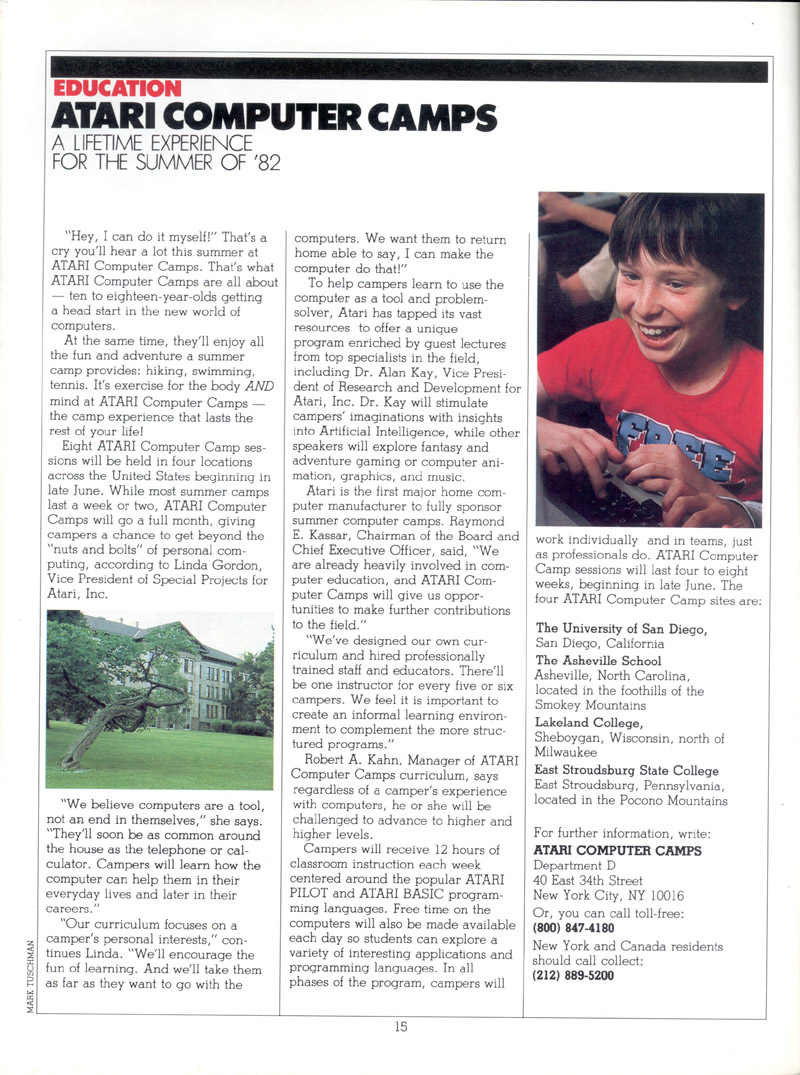 EDUCATION
ATARI COMPUTER CAMPS
A LIFETIME EXPERIENCE
FOR THE SUMMER OF '82
"Hey, I can do it myself!" That's a
cry you'll hear a lot this summer at
ATARI Computer Camps. That's what
ATARI Computer Camps are all about
— ten to eighteen-year-olds getting
a head start in the new world of
computers.
At the same time, they'll enjoy all
the fun and adventure a summer
camp provides: hiking, swimming,
tennis. It's exercise for the body AND
mind at ATARI Computer Camps —
the camp experience that lasts the
rest of your life!
Eight ATARI Computer Camp ses-
sions will be held in four locations
across the United States beginning in
late June. While most summer camps
last a week or two, ATARI Computer
Camps will go a full month, giving
campers a chance to get beyond the
"nuts and bolts" of personal com-
puting, according to Linda Gordon,
Vice President of Special Projects for
Atari, Inc.
"We believe computers are a tool,
not an end in themselves," she says.
"They'll soon be as common around
the house as the telephone or cal-
culator. Campers will learn how the
computer can help them in their
everyday lives and later in their
careers."
"Our curriculum focuses on a
camper's personal interests," con-
tinues Linda. "We'll encourage the
fun of learning. And we'll take them
as far as they want to go with the
computers. We want them to return
home able to say, I can make the
computer do that!"
To help campers learn to use the
computer as a tool and problem-
solver, Atari has tapped its vast
resources to offer a unique
program enriched by guest lectures
from top specialists in the field,
including Dr. Alan Kay, Vice Presi-
dent of Research and Development for
Atari, Inc. Dr. Kay will stimulate
campers' imaginations with insights
into Artificial Intelligence, while other
speakers will explore fantasy and
adventure gaming or computer ani-
mation, graphics, and music.
Atari is the first major home com-
puter manufacturer to fully sponsor
summer computer camps. Raymond
E. Kassar, Chairman of the Board and
Chief Executive Officer, said, "We
are already heavily involved in com-
puter education, and ATARI Com-
puter Camps will give us oppor-
tunities to make further contributions
to the field."
"We've designed our own cur-
riculum and hired professionally
trained staff and educators. There'll
be one instructor for every five or six
campers. We feel it is important to
create an informal learning environ-
ment to complement the more struc-
tured programs."
Robert A. Kahn, Manager of ATARI
Computer Camps curriculum, says
regardless of a camper's experience
with computers, he or she will be
challenged to advance to higher and
higher levels.
Campers will receive 12 hours of
classroom instruction each week
centered around the popular ATARI
PILOT and ATARI BASIC program-
ming languages. Free time on the
computers will also be made available
each day so students can explore a
variety of interesting applications and
programming languages. In all
phases of the program, campers will
FREE
work individually and in teams, just
as professionals do. ATARI Computer
Camp sessions will last four to eight
weeks, beginning in late June. The
four ATARI Computer Camp sites are:
The University of San Diego,
San Diego, California
The Asheville School
Asheville, North Carolina,
located in the foothills of the
Smokey Mountains
Lakeland College,
Sheboygan, Wisconsin, north of
Milwaukee
East Stroudsburg State College
East Stroudsburg, Pennsylvania,
located in the Pocono Mountains
For further information, write:
ATARI COMPUTER CAMPS
Department D
40 East 34th Street
New York City, NY 10016
Or, you can call toll-free:
(800) 847-4180
New York and Canada residents
should call collect:
(212) 889-5200
MARK TUSCHMAN
15